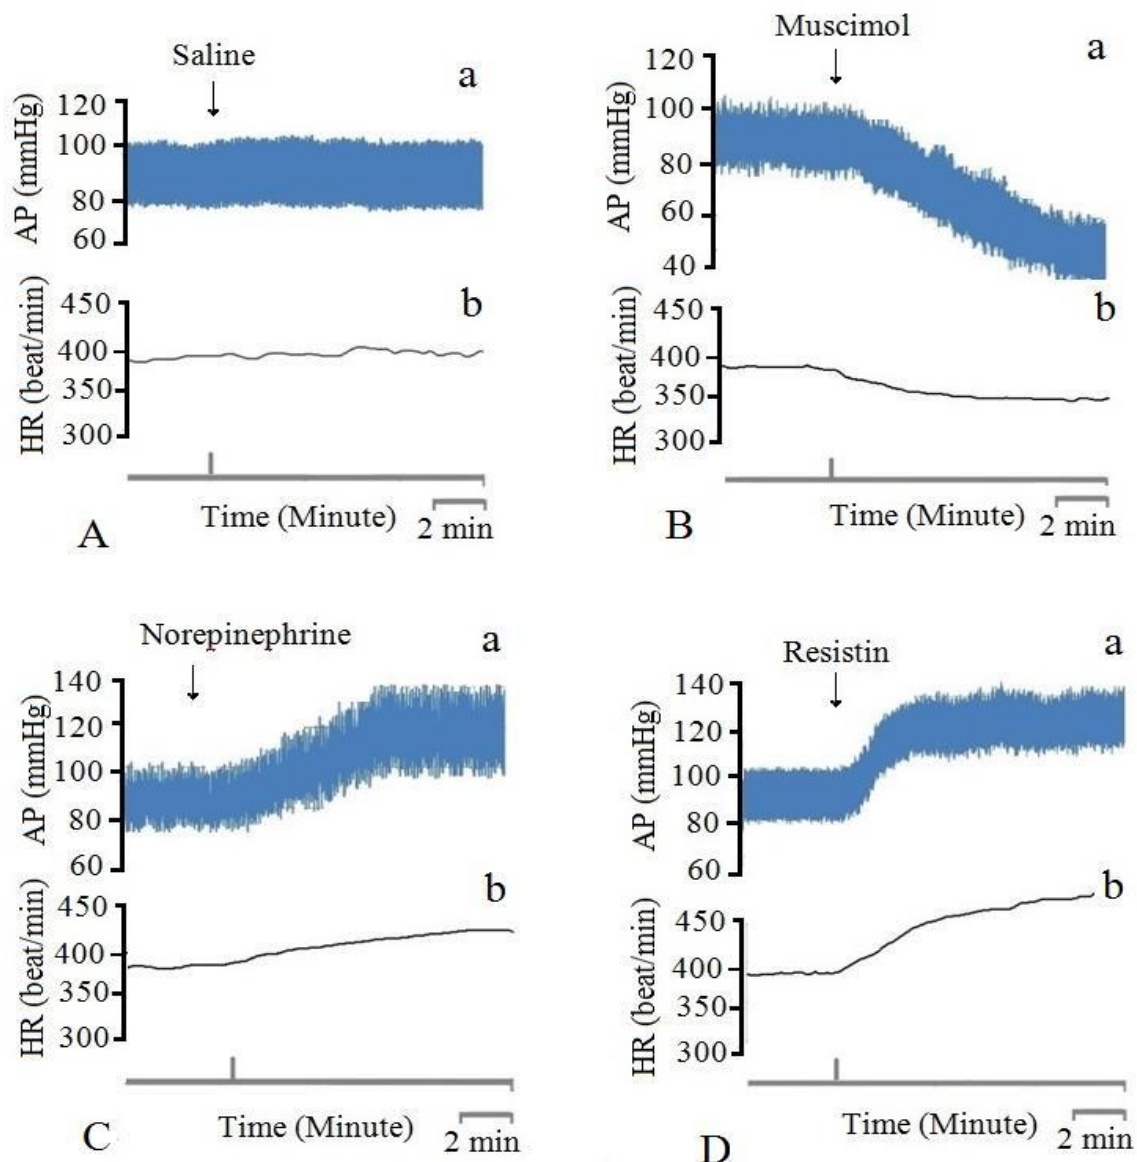 Saline
a
AP (mmHg)
120
100
80
60
b
HR (beat/min)
450
400
350
300
Time (Minute)
2 min
A
Muscimol
a
AP (mmHg)
120
100
80
60
40
b
HR (beat/min)
450
400
350
300
Time (Minute)
2 min
B
Norepinephrine
a
AP (mmHg)
140
120
100
80
60
b
HR (beat/min)
450
400
350
300
Time (Minute)
2 min
C
Resistin
a
AP (mmHg)
140
120
100
80
60
b
HR (beat/min)
450
400
350
300
Time (Minute)
2 min
D